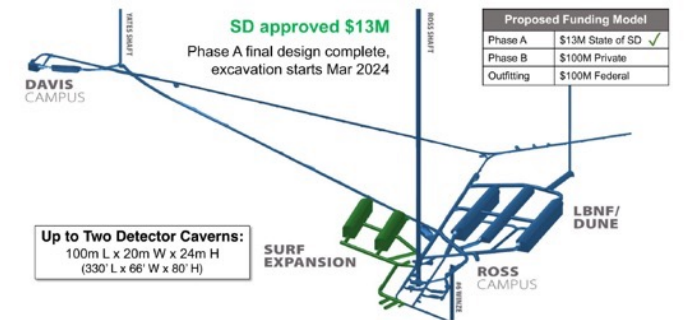 SD approved $13M
Phase A final design complete,
excavation starts Mar 2024
Proposed Funding Model
Phase A $13M State of SD ✓
Phase B $100M Private
Outfitting $100M Federal
YATES SHAFT
ROSS SHAFT
DAVIS
CAMPUS
Up to Two Detector Caverns:
100m L x 20m W x 24m H
(330' L x 66' W x 80' H)
SURF
EXPANSION
LBNF/
DUNE
ROSS
CAMPUS
#6 WINZE